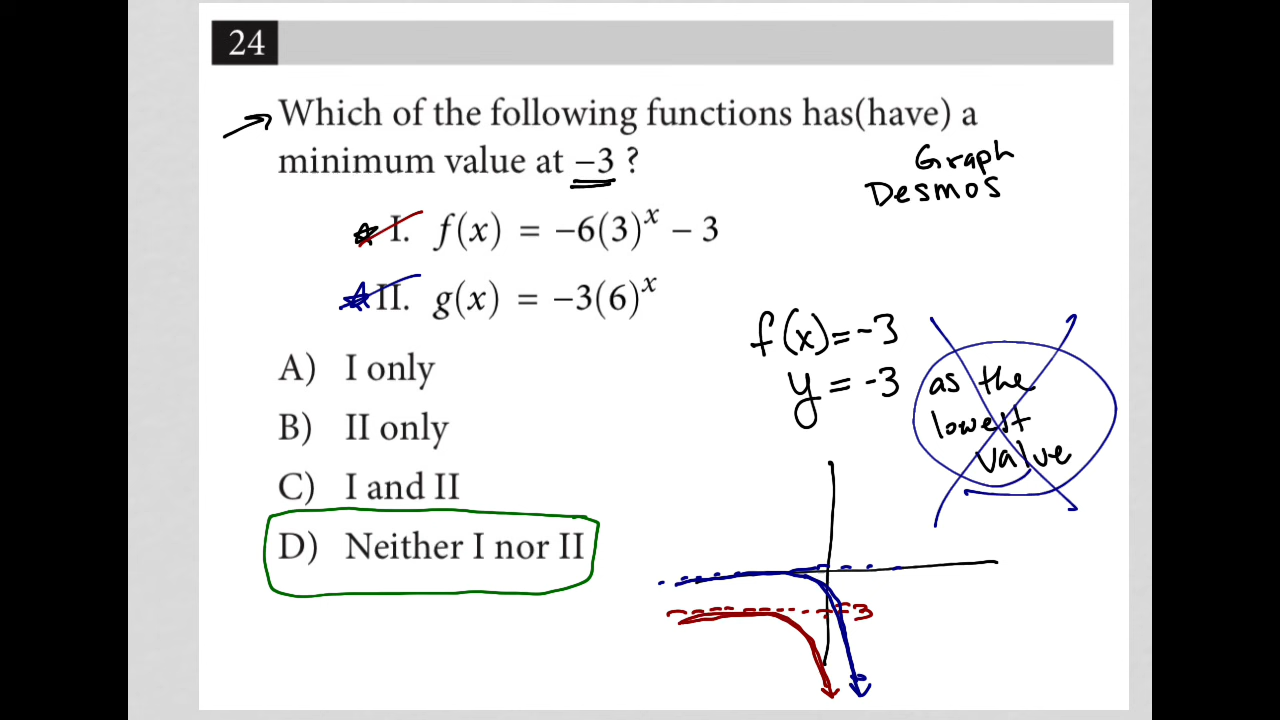 24
Which of the following functions has(have) a
minimum value at −3 ?
Graph
Desmos
I. f(x) = −6(3)^x − 3
II. g(x) = −3(6)^x
f(x) = -3
y = -3 as the
lowest
value
A) I only
B) II only
C) I and II
D) Neither I nor II
-3